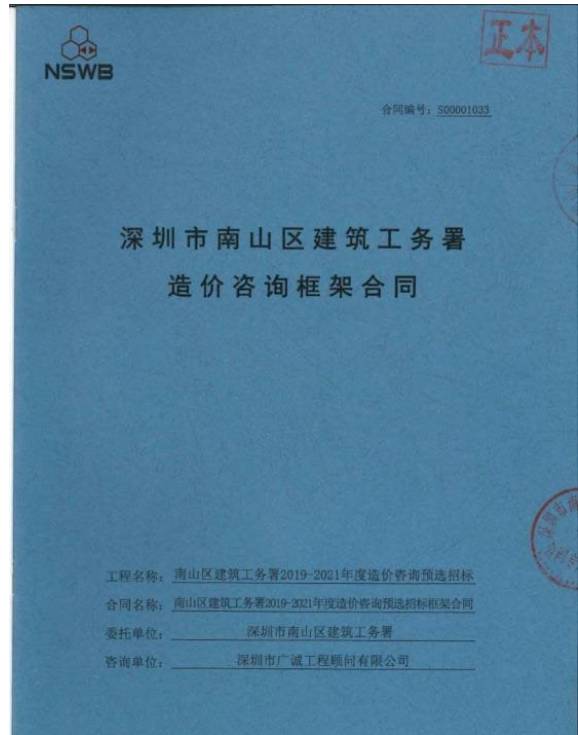 正本
NSWB
合同编号：S00001033
深圳市南山区建筑工务署
造价咨询框架合同
工程名称：南山区建筑工务署2019-2021年度造价咨询预选招标
合同名称：南山区建筑工务署2019-2021年度造价咨询预选招标框架合同
委托单位：深圳市南山区建筑工务署
咨询单位：深圳市广诚工程顾问有限公司
深圳市南